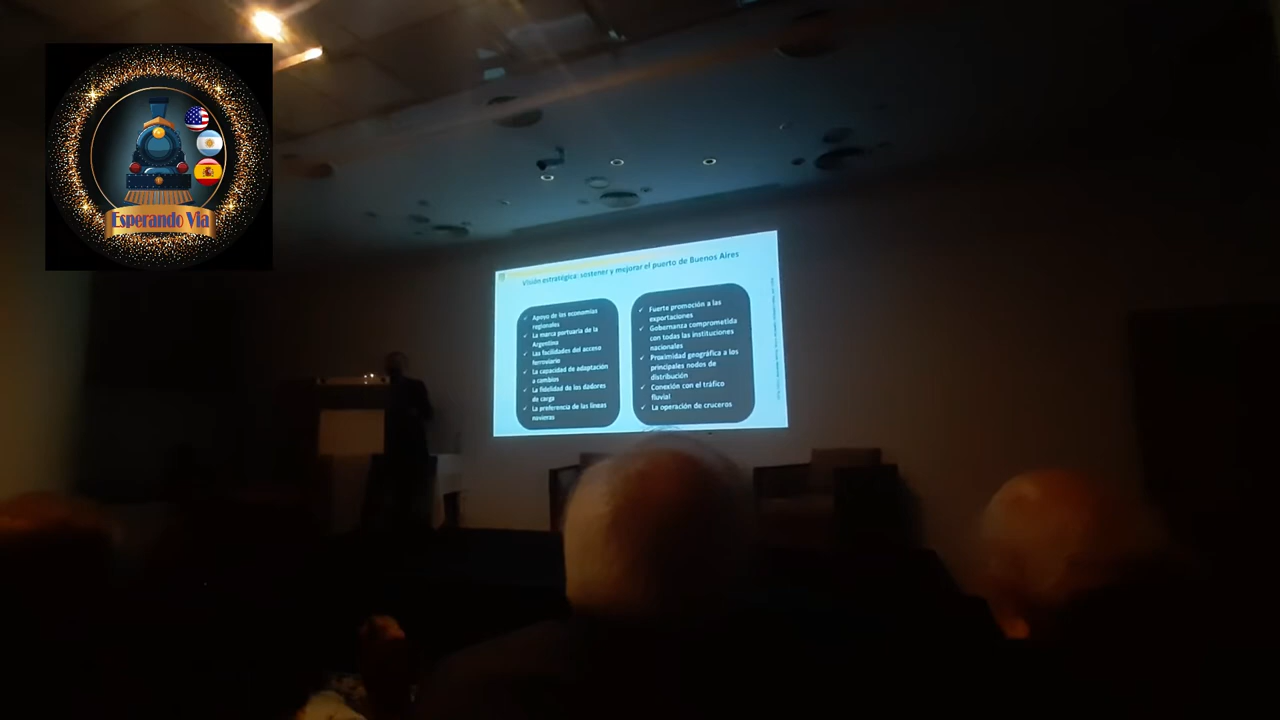 Esperando Via
Visión estratégica: sostener y mejorar el puerto de Buenos Aires
✓ Apoyo de las economías
regionales
✓ La marca portuaria de la
Argentina
✓ Las facilidades del acceso
ferroviario
✓ La capacidad de adaptación
a cambios
✓ La fidelidad de los dadores
de carga
✓ La preferencia de las líneas
navieras
✓ Fuerte promoción a las
exportaciones
✓ Gobernanza comprometida
con todas las instituciones
nacionales
✓ Proximidad geográfica a los
principales nodos de
distribución
✓ Conexión con el tráfico
fluvial
✓ La operación de cruceros